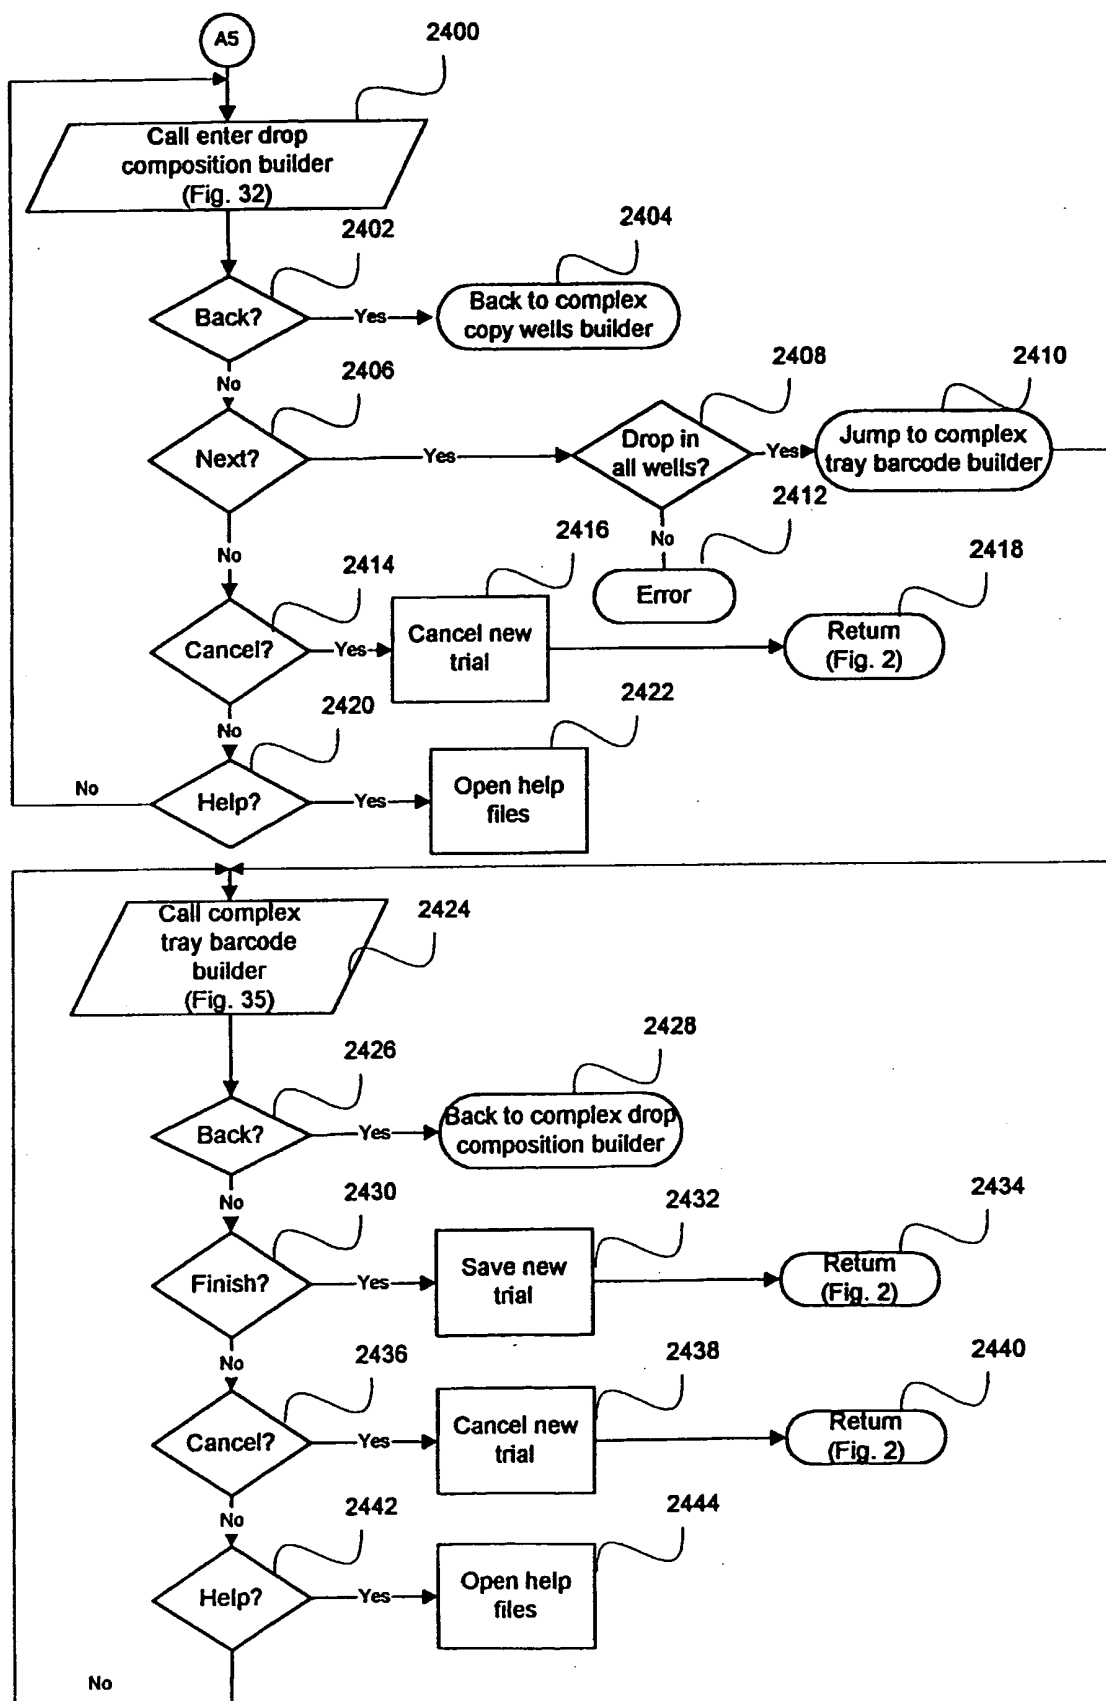 A5
2400
Call enter drop
composition builder
(Fig. 32)
2402
2404
Back?
Yes
Back to complex
copy wells builder
No
2406
2408
2410
Next?
Yes
Drop in
all wells?
Yes
Jump to complex
tray barcode builder
No
2412
Error
No
2414
2416
2418
Cancel?
Yes
Cancel new
trial
Return
(Fig. 2)
No
2420
2422
No
Help?
Yes
Open help
files
Call complex
tray barcode
builder
(Fig. 35)
2424
2426
2428
Back?
Yes
Back to complex drop
composition builder
No
2430
2432
2434
Finish?
Yes
Save new
trial
Return
(Fig. 2)
No
2436
2438
2440
Cancel?
Yes
Cancel new
trial
Return
(Fig. 2)
No
2442
2444
Help?
Yes
Open help
files
No